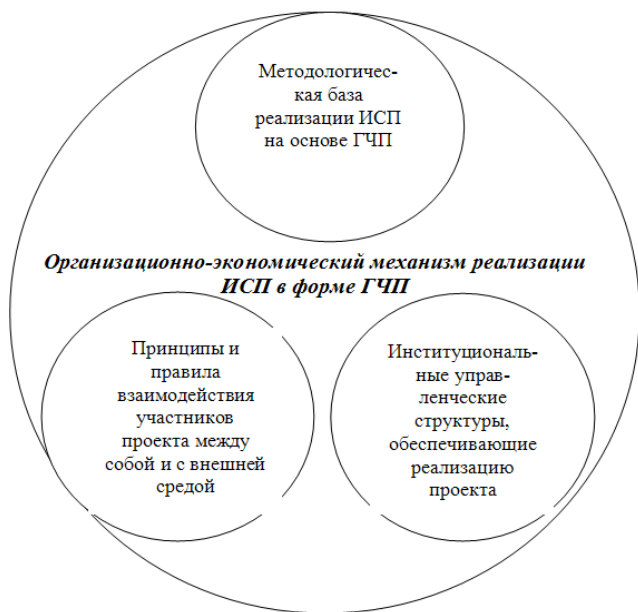 Методологичес-
кая база
реализации ИСП
на основе ГЧП
Организационно-экономический механизм реализации
ИСП в форме ГЧП
Принципы и
правила
взаимодействия
участников
проекта между
собой и с внешней
средой
Институциональ-
ные управ-
ленческие
структуры,
обеспечивающие
реализацию
проекта